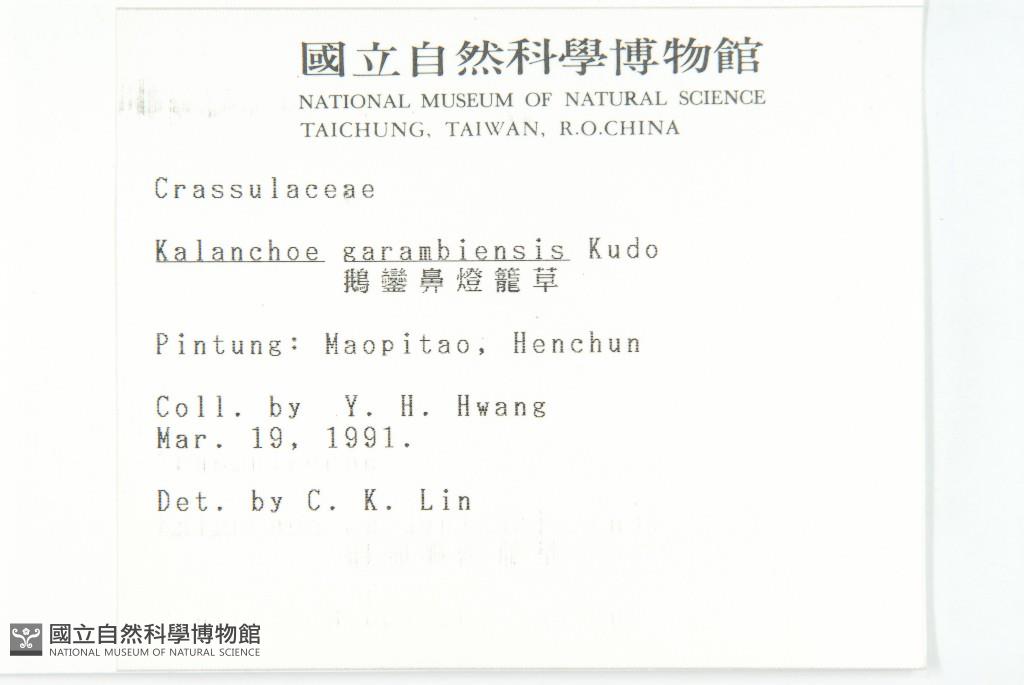 國立自然科學博物館
NATIONAL MUSEUM OF NATURAL SCIENCE
TAICHUNG, TAIWAN, R.O.CHINA
Crassulaceae
Kalanchoe garambiensis Kudo
鵝鑾鼻燈籠草
Pintung: Maopitao, Henchun
Coll. by Y. H. Hwang
Mar. 19, 1991.
Det. by C. K. Lin
國立自然科學博物館
NATIONAL MUSEUM OF NATURAL SCIENCE